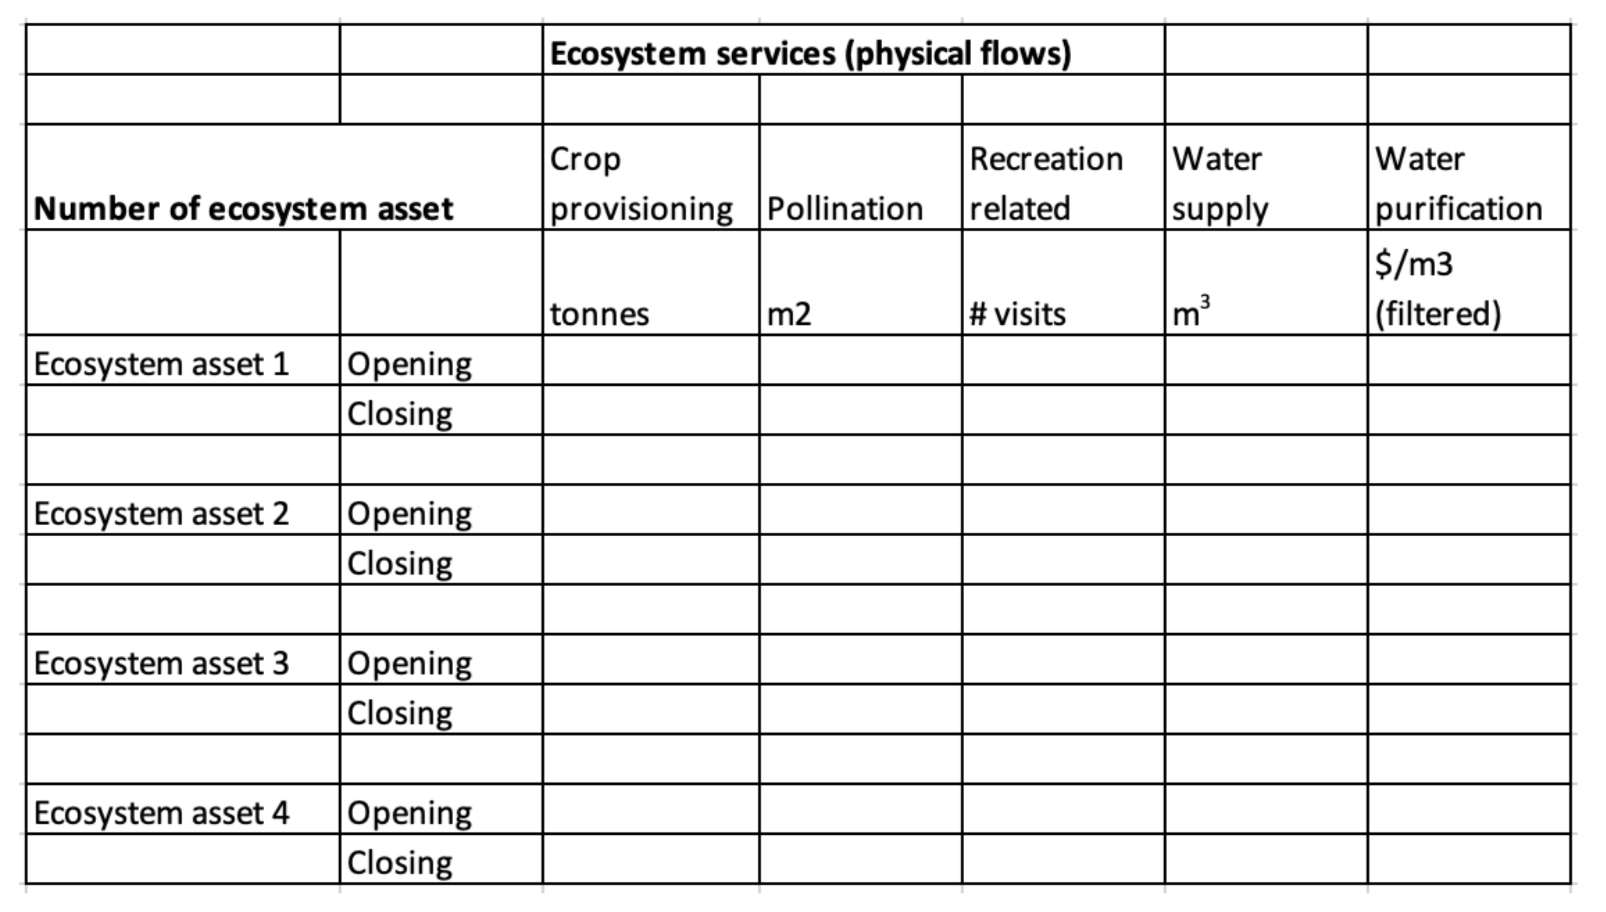 Ecosystem services (physical flows)
Number of ecosystem asset
Crop provisioning
Pollination
Recreation related
Water supply
Water purification
tonnes
m2
# visits
m³
$/m3 (filtered)
Ecosystem asset 1 Opening
Closing
Ecosystem asset 2 Opening
Closing
Ecosystem asset 3 Opening
Closing
Ecosystem asset 4 Opening
Closing